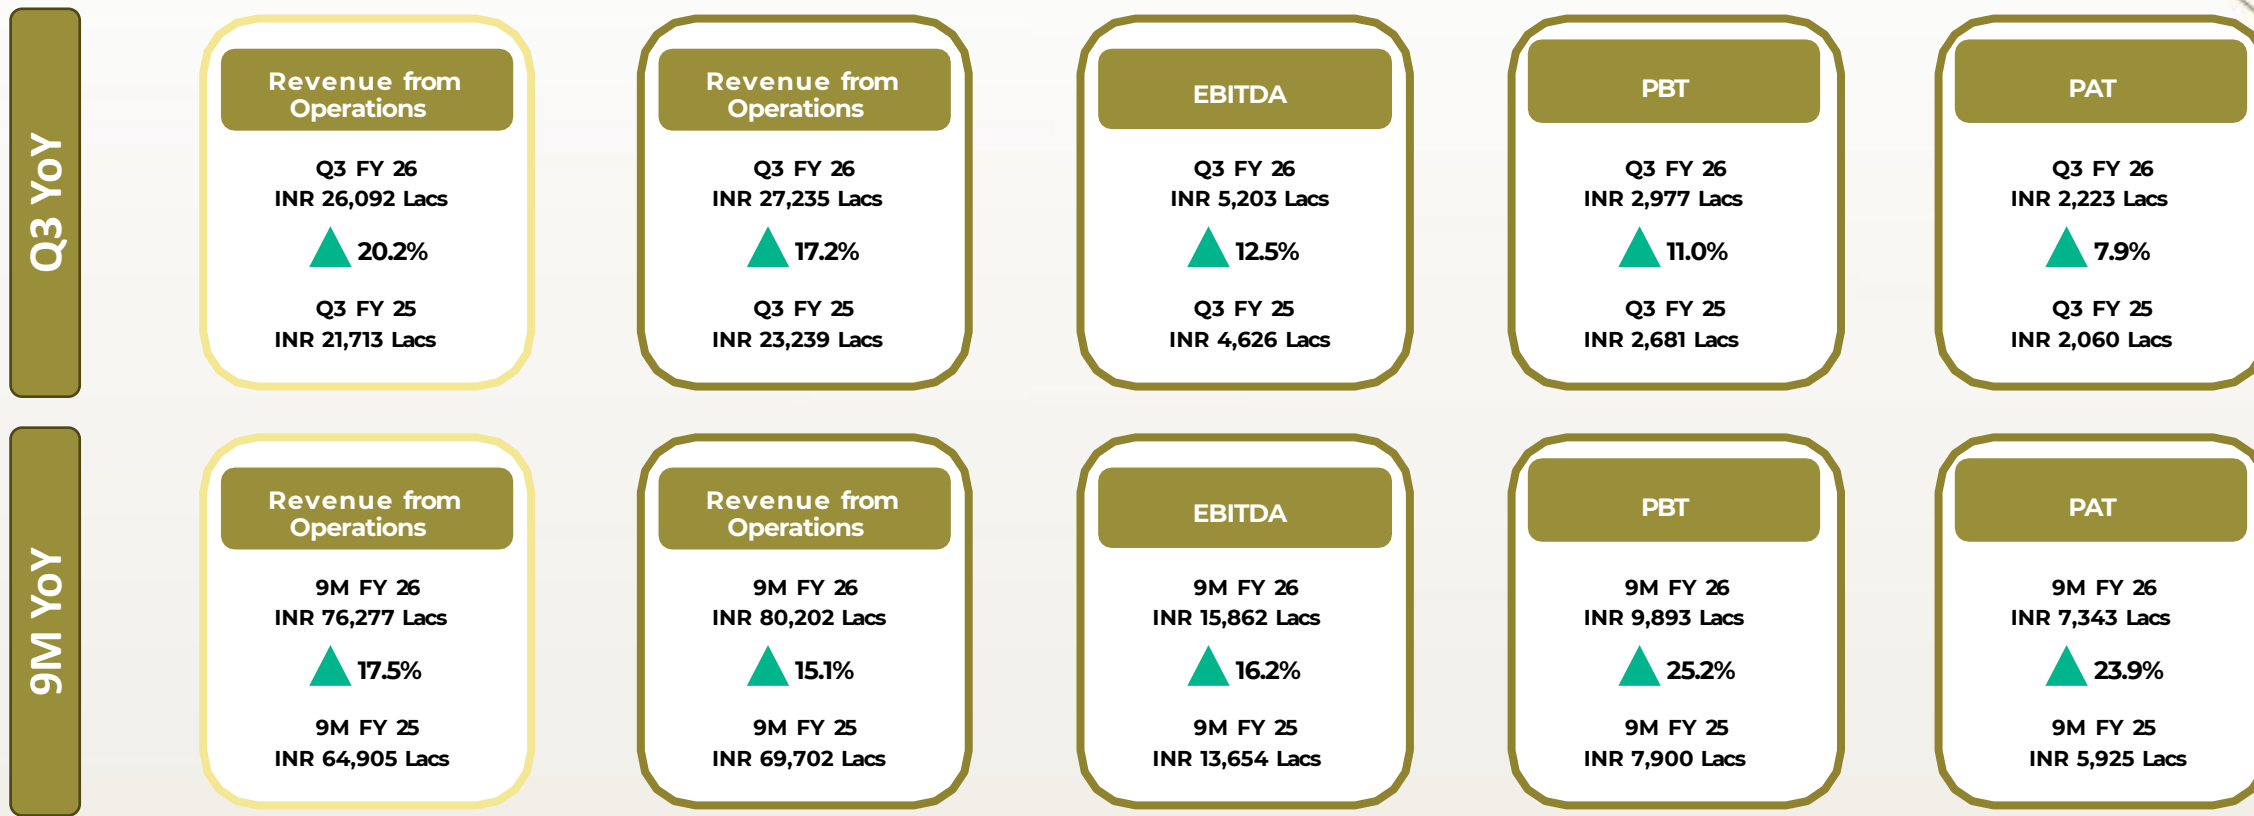 Q3 YoY
Revenue from
Operations
Q3 FY 26
INR 26,092 Lacs
20.2%
Q3 FY 25
INR 21,713 Lacs
Revenue from
Operations
Q3 FY 26
INR 27,235 Lacs
17.2%
Q3 FY 25
INR 23,239 Lacs
EBITDA
Q3 FY 26
INR 5,203 Lacs
12.5%
Q3 FY 25
INR 4,626 Lacs
PBT
Q3 FY 26
INR 2,977 Lacs
11.0%
Q3 FY 25
INR 2,681 Lacs
PAT
Q3 FY 26
INR 2,223 Lacs
7.9%
Q3 FY 25
INR 2,060 Lacs
9M YoY
Revenue from
Operations
9M FY 26
INR 76,277 Lacs
17.5%
9M FY 25
INR 64,905 Lacs
Revenue from
Operations
9M FY 26
INR 80,202 Lacs
15.1%
9M FY 25
INR 69,702 Lacs
EBITDA
9M FY 26
INR 15,862 Lacs
16.2%
9M FY 25
INR 13,654 Lacs
PBT
9M FY 26
INR 9,893 Lacs
25.2%
9M FY 25
INR 7,900 Lacs
PAT
9M FY 26
INR 7,343 Lacs
23.9%
9M FY 25
INR 5,925 Lacs